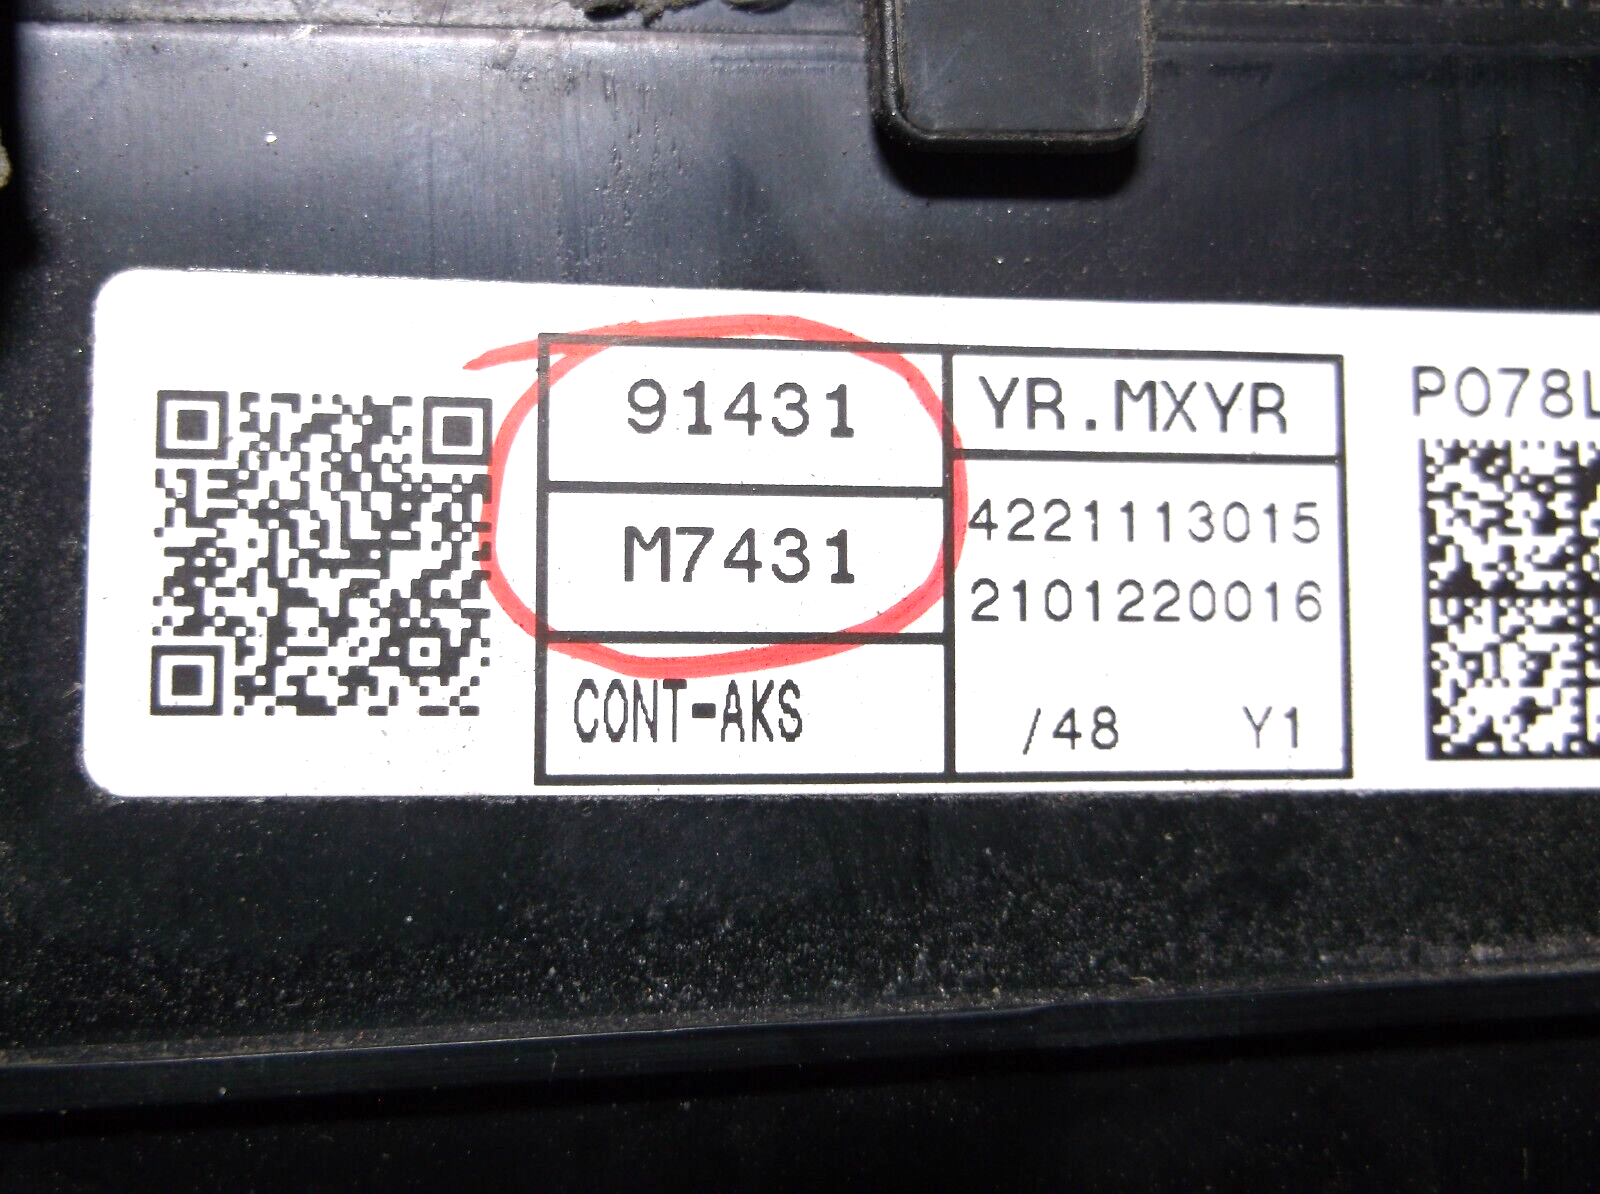 91431
M7431
CONT-AKS
YR.MXYR
4221113015
2101220016
/48 Y1
P078L